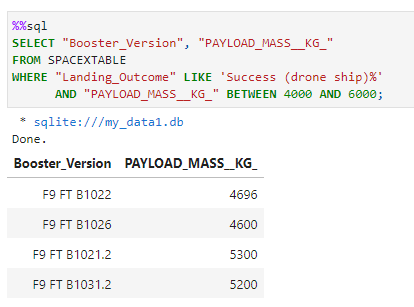 %%sql
SELECT "Booster_Version", "PAYLOAD_MASS__KG_"
FROM SPACEXTABLE
WHERE "Landing_Outcome" LIKE 'Success (drone ship)%'
      AND "PAYLOAD_MASS__KG_" BETWEEN 4000 AND 6000;
* sqlite:///my_data1.db
Done.
Booster_Version PAYLOAD_MASS__KG_
F9 FT B1022 4696
F9 FT B1026 4600
F9 FT B1021.2 5300
F9 FT B1031.2 5200